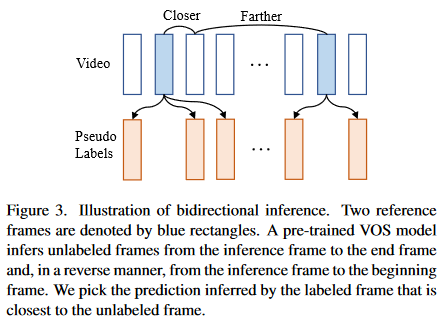 Closer Farther
Video
...
Pseudo
Labels
...
Figure 3. Illustration of bidirectional inference. Two reference
frames are denoted by blue rectangles. A pre-trained VOS model
infers unlabeled frames from the inference frame to the end frame
and, in a reverse manner, from the inference frame to the beginning
frame. We pick the prediction inferred by the labeled frame that is
closest to the unlabeled frame.